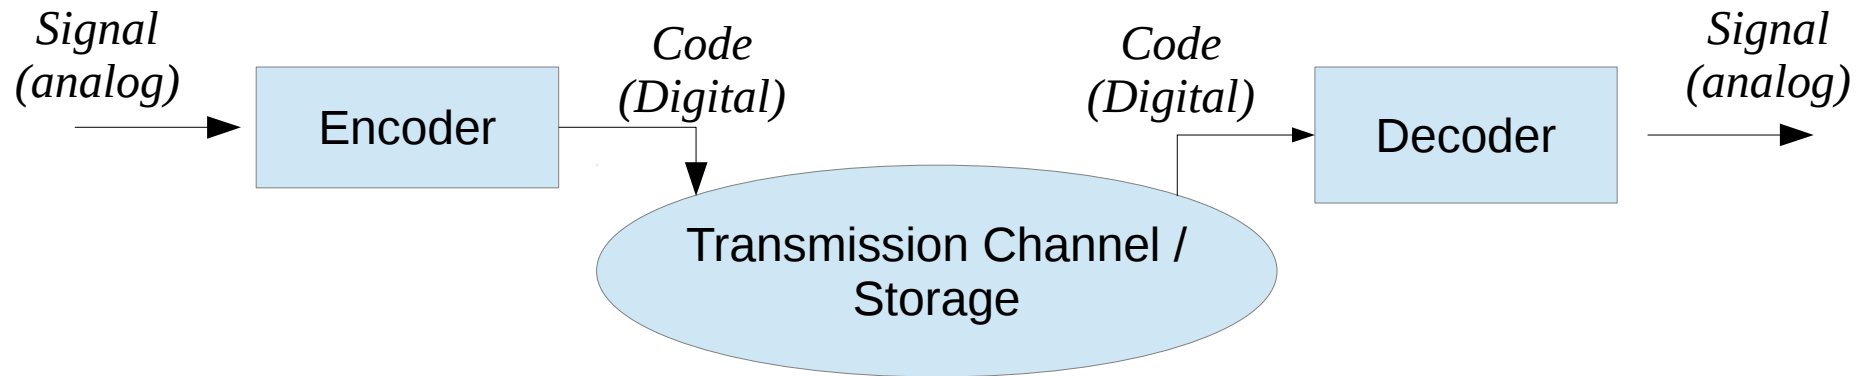 Signal
(analog)
Encoder
Code
(Digital)
Transmission Channel /
Storage
Code
(Digital)
Decoder
Signal
(analog)